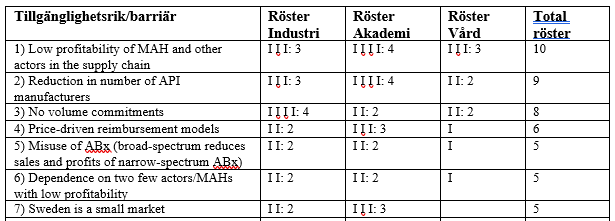 Tillgänglighetsrik/barriär Röster Industri Röster Akademi Röster Vård Total röster
1) Low profitability of MAH and other actors in the supply chain I I I: 3 I I I I: 4 I I I: 3 10
2) Reduction in number of API manufacturers I I I: 3 I I I I: 4 I I: 2 9
3) No volume commitments I I I I: 4 I I: 2 I I: 2 8
4) Price-driven reimbursement models I I: 2 I I I: 3 I 6
5) Misuse of ABx (broad-spectrum reduces sales and profits of narrow-spectrum ABx) I I: 2 I I: 2 I 5
6) Dependence on two few actors/MAHs with low profitability I I: 2 I I: 2 I 5
7) Sweden is a small market I I: 2 I I I: 3 5